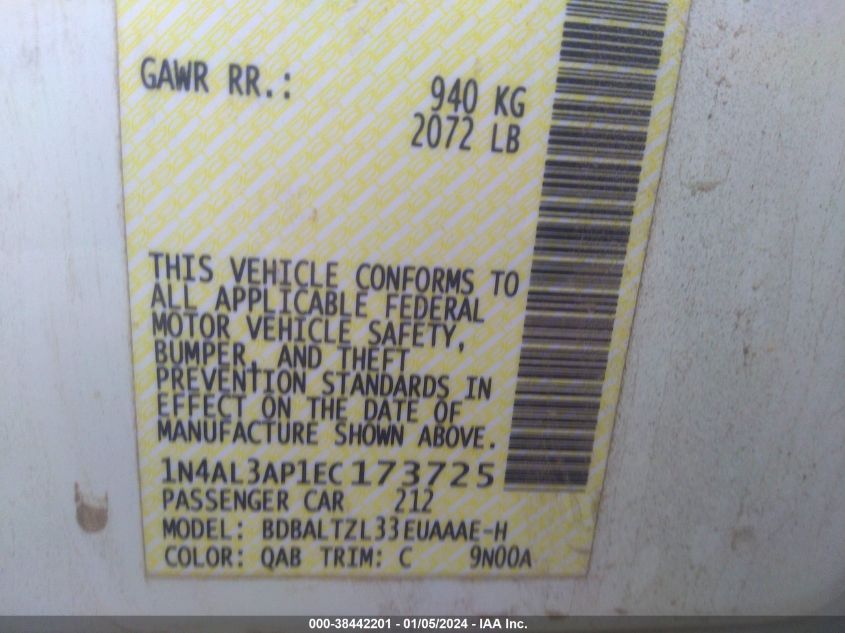 GAWR RR.: 940 KG
2072 LB
THIS VEHICLE CONFORMS TO
ALL APPLICABLE FEDERAL
MOTOR VEHICLE SAFETY,
BUMPER, AND THEFT
PREVENTION STANDARDS IN
EFFECT ON THE DATE OF
MANUFACTURE SHOWN ABOVE.
1N4AL3AP1EC173725
PASSENGER CAR 212
MODEL: BDBALTZL33EUAAAE-H
COLOR: QAB TRIM: C 9N00A
000-38442201 - 01/05/2024 - IAA Inc.